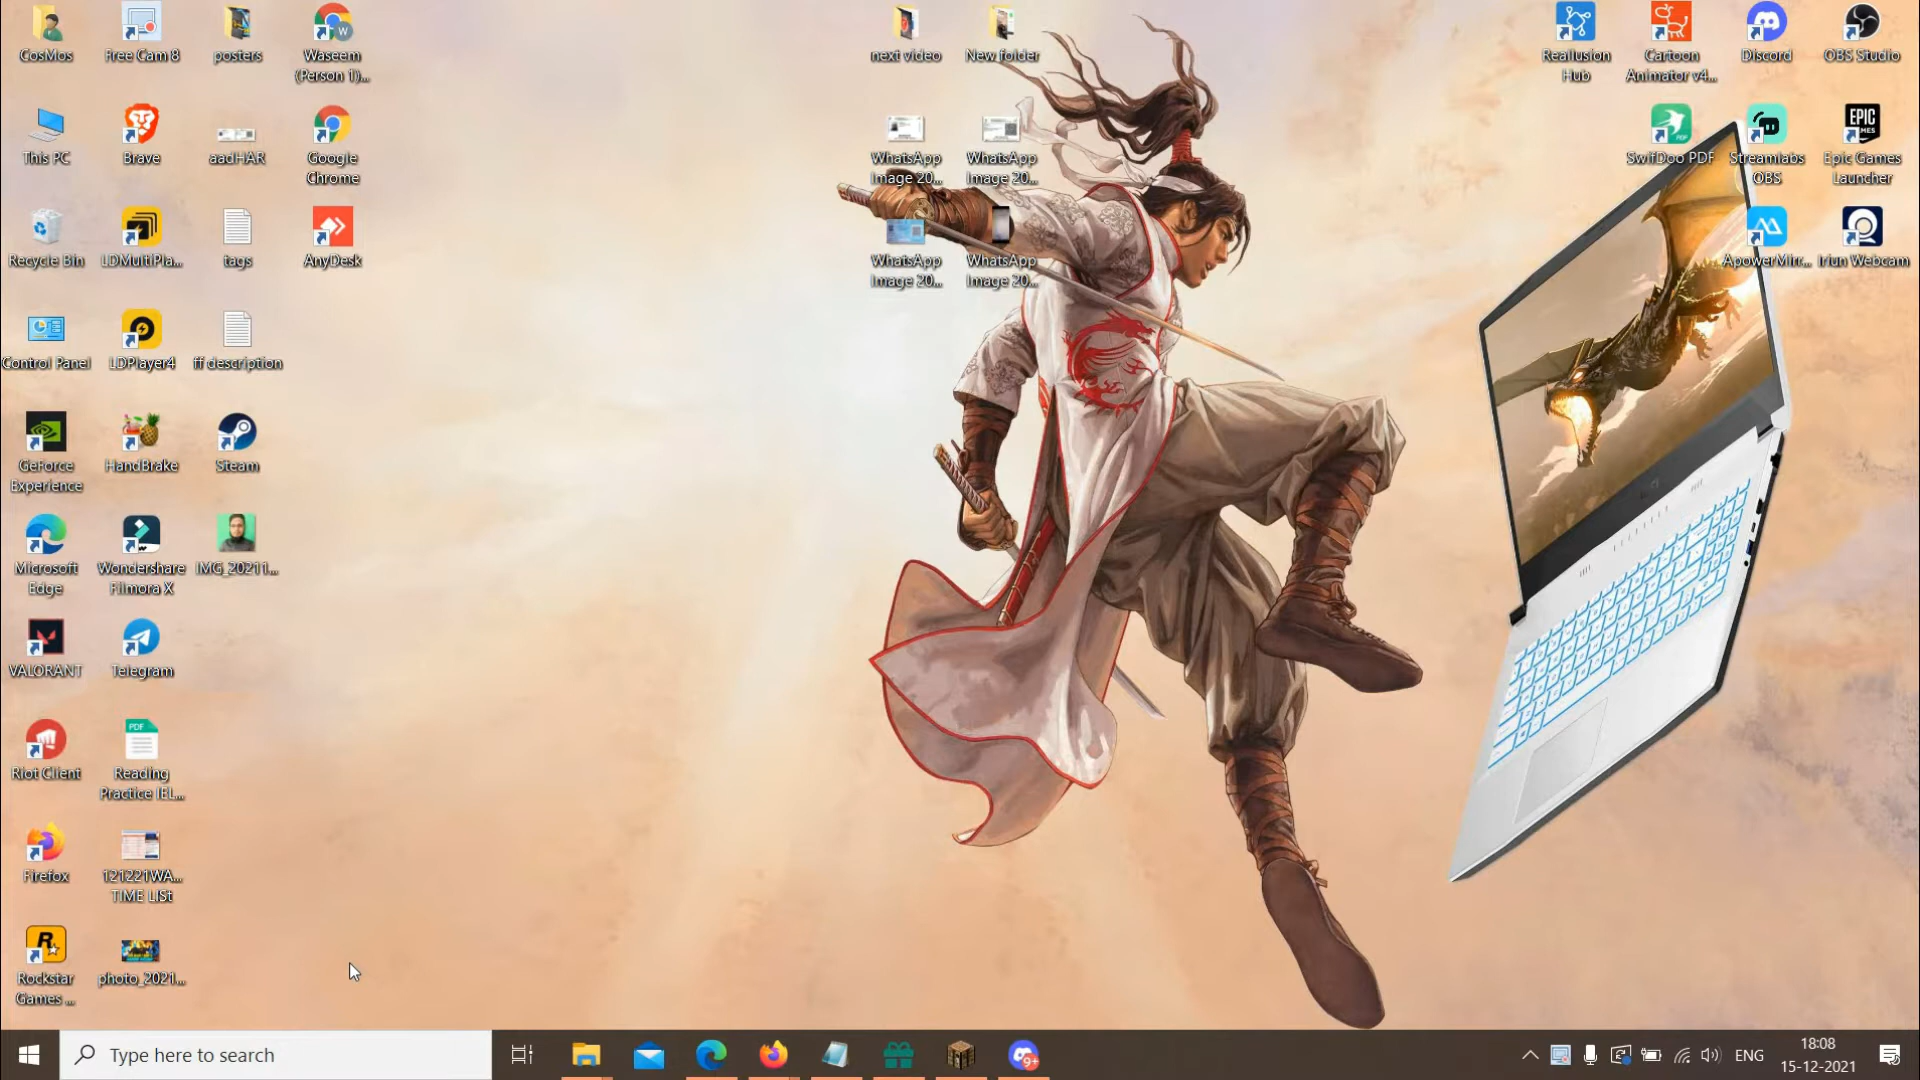 CosMos
Free Cam 8
posters
Waseem
(Person 1)...
next video
New folder
Reallusion
Hub
Cartoon
Animator v4...
Discord
OBS Studio
This PC
Brave
aadHAR
Google
Chrome
WhatsApp
Image 20...
WhatsApp
Image 20...
SwifDoo PDF
Streamlabs
OBS
Epic Games
Launcher
Recycle Bin
LDMultiPla...
tags
AnyDesk
WhatsApp
Image 20...
WhatsApp
Image 20...
ApowerMirr...
Iriun Webcam
Control Panel
LDPlayer4
ff description
GeForce
Experience
HandBrake
Steam
Microsoft
Edge
Wondershare
Filmora X
IMG_20211...
VALORANT
Telegram
Riot Client
PDF
Reading
Practice IEL...
Firefox
121221WA...
TIME LISt
Rockstar
Games ...
photo_2021...
Type here to search
9+
ENG
18:08
15-12-2021